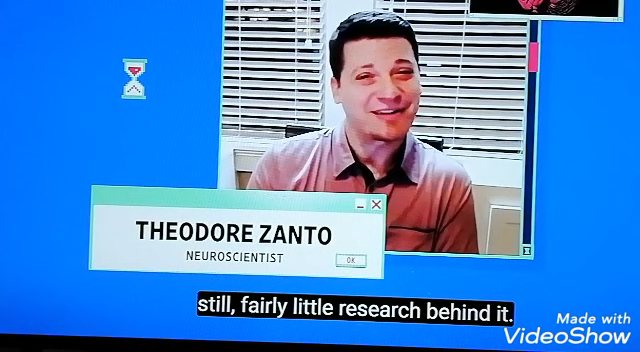 THEODORE ZANTO
NEUROSCIENTIST
OK
still, fairly little research behind it.
Made with
VideoShow